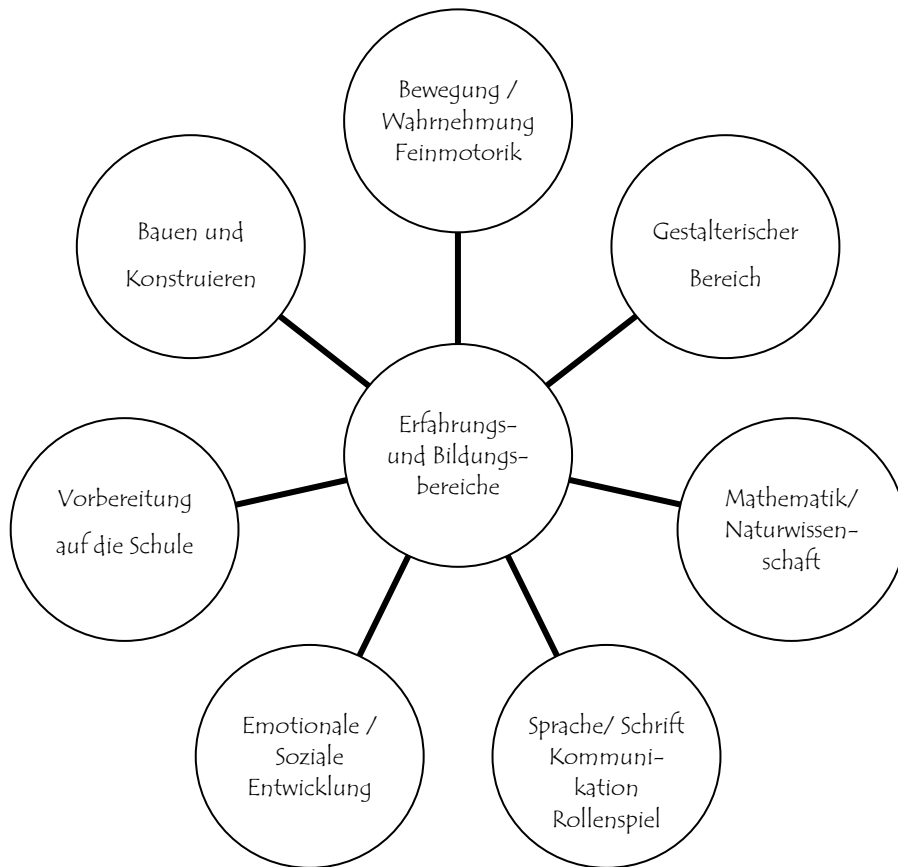 Bewegung /
Wahrnehmung
Feinmotorik
Bauen und
Konstruieren
Gestalterischer
Bereich
Erfahrungs-
und Bildungs-
bereiche
Vorbereitung
auf die Schule
Mathematik/
Naturwissen-
schaft
Emotionale /
Soziale
Entwicklung
Sprache/ Schrift
Kommuni-
kation
Rollenspiel